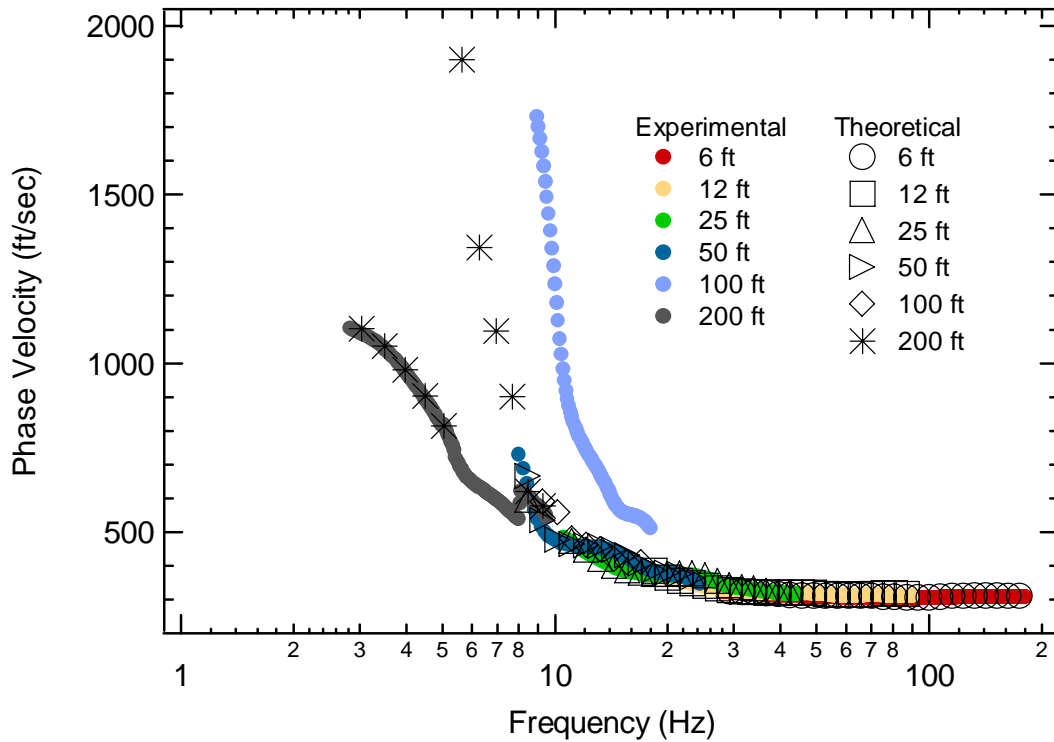 2000
1500
1000
500
Phase Velocity (ft/sec)
Experimental Theoretical
6 ft 6 ft
12 ft 12 ft
25 ft 25 ft
50 ft 50 ft
100 ft 100 ft
200 ft 200 ft
2 3 4 5 6 7 8 2 3 4 5 6 7 8 2
1 10 100
Frequency (Hz)